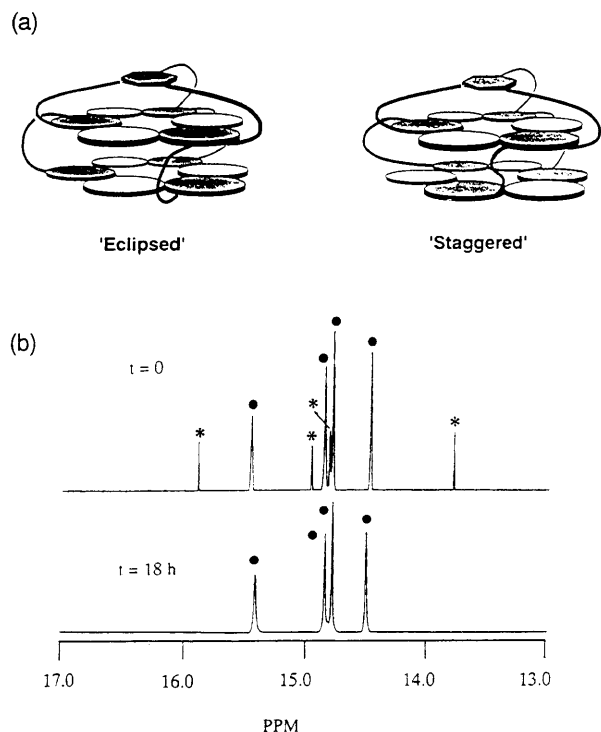 (a)
'Eclipsed' 'Staggered'
(b)
t = 0
* * * *
t = 18 h
17.0 16.0 15.0 14.0 13.0
PPM